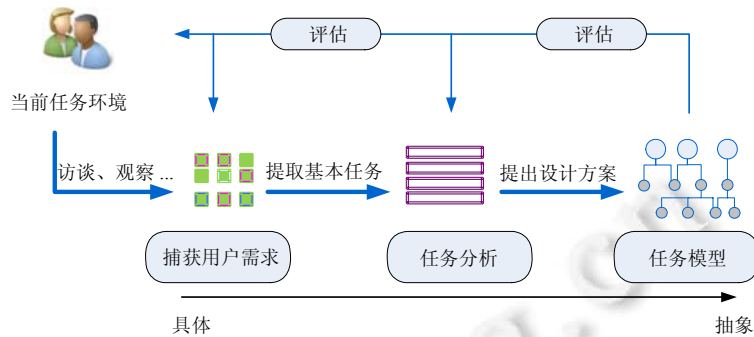 评估
评估
当前任务环境
访谈、观察...
提取基本任务
提出设计方案
捕获用户需求
任务分析
任务模型
具体
抽象